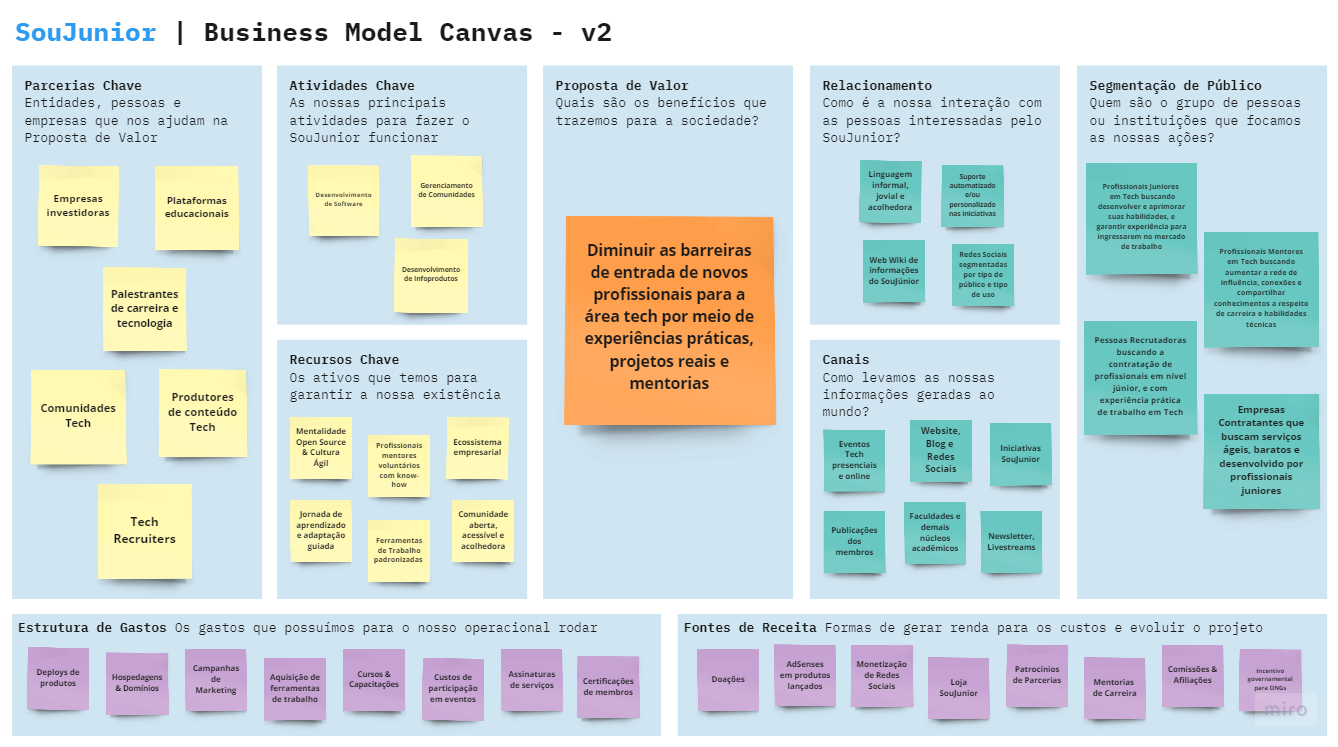 SouJunior | Business Model Canvas - v2
Parcerias Chave
Entidades, pessoas e
empresas que nos ajudam na
Proposta de Valor
Empresas
investidoras
Plataformas
educacionais
Palestrantes
de carreira e
tecnologia
Comunidades
Tech
Produtores
de conteúdo
Tech
Tech
Recruiters
Atividades Chave
As nossas principais
atividades para fazer o
SouJunior funcionar
Desenvolvimento
de Software
Gerenciamento
de Comunidades
Desenvolvimento
de Infoprodutos
Recursos Chave
Os ativos que temos para
garantir a nossa existência
Mentalidade
Open Source
& Cultura
Ágil
Profissionais
mentores
voluntários
com know-
how
Ecossistema
empresarial
Jornada de
aprendizado
e adaptação
guiada
Ferramentas
de Trabalho
padronizadas
Comunidade
aberta,
acessível e
acolhedora
Proposta de Valor
Quais são os benefícios que
trazemos para a sociedade?
Diminuir as barreiras
de entrada de novos
profissionais para a
área tech por meio de
experiências práticas,
projetos reais e
mentorias
Relacionamento
Como é a nossa interação com
as pessoas interessadas pelo
SouJunior?
Linguagem
informal,
jovial e
acolhedora
Suporte
automatizado
e/ou
personalizado
nas iniciativas
Web Wiki de
informações
do SouJúnior
Redes Sociais
segmentadas
por tipo de
público e tipo
de uso
Canais
Como levamos as nossas
informações geradas ao
mundo?
Eventos
Tech
presenciais
e online
Website,
Blog e
Redes
Sociais
Iniciativas
SouJunior
Publicações
dos
membros
Faculdades e
demais
núcleos
acadêmicos
Newsletter,
Livestreams
Segmentação de Público
Quem são o grupo de pessoas
ou instituições que focamos
as nossas ações?
Profissionais Juniores
em Tech buscando
desenvolver e aprimorar
suas habilidades, e
garantir experiência para
ingressarem no mercado
de trabalho
Profissionais Mentores
em Tech buscando
aumentar a rede de
influência, conexões e
compartilhar
conhecimentos a respeito
de carreira e habilidades
técnicas
Pessoas Recrutadoras
buscando a
contratação de
profissionais em nível
júnior, e com
experiência prática
de trabalho em Tech
Empresas
Contratantes que
buscam serviços
ágeis, baratos e
desenvolvido por
profissionais
juniores
Estrutura de Gastos Os gastos que possuímos para o nosso operacional rodar
Deploys de
produtos
Hospedagens
& Domínios
Campanhas
de
Marketing
Aquisição de
ferramentas
de trabalho
Cursos &
Capacitações
Custos de
participação
em eventos
Assinaturas
de serviços
Certificações
de membros
Fontes de Receita Formas de gerar renda para os custos e evoluir o projeto
Doações
AdSenses
em produtos
lançados
Monetização
de Redes
Sociais
Loja
SouJunior
Patrocínios
de Parcerias
Mentorias
de Carreira
Comissões &
Afiliações
Incentivo
governamental
para ONGs
miro